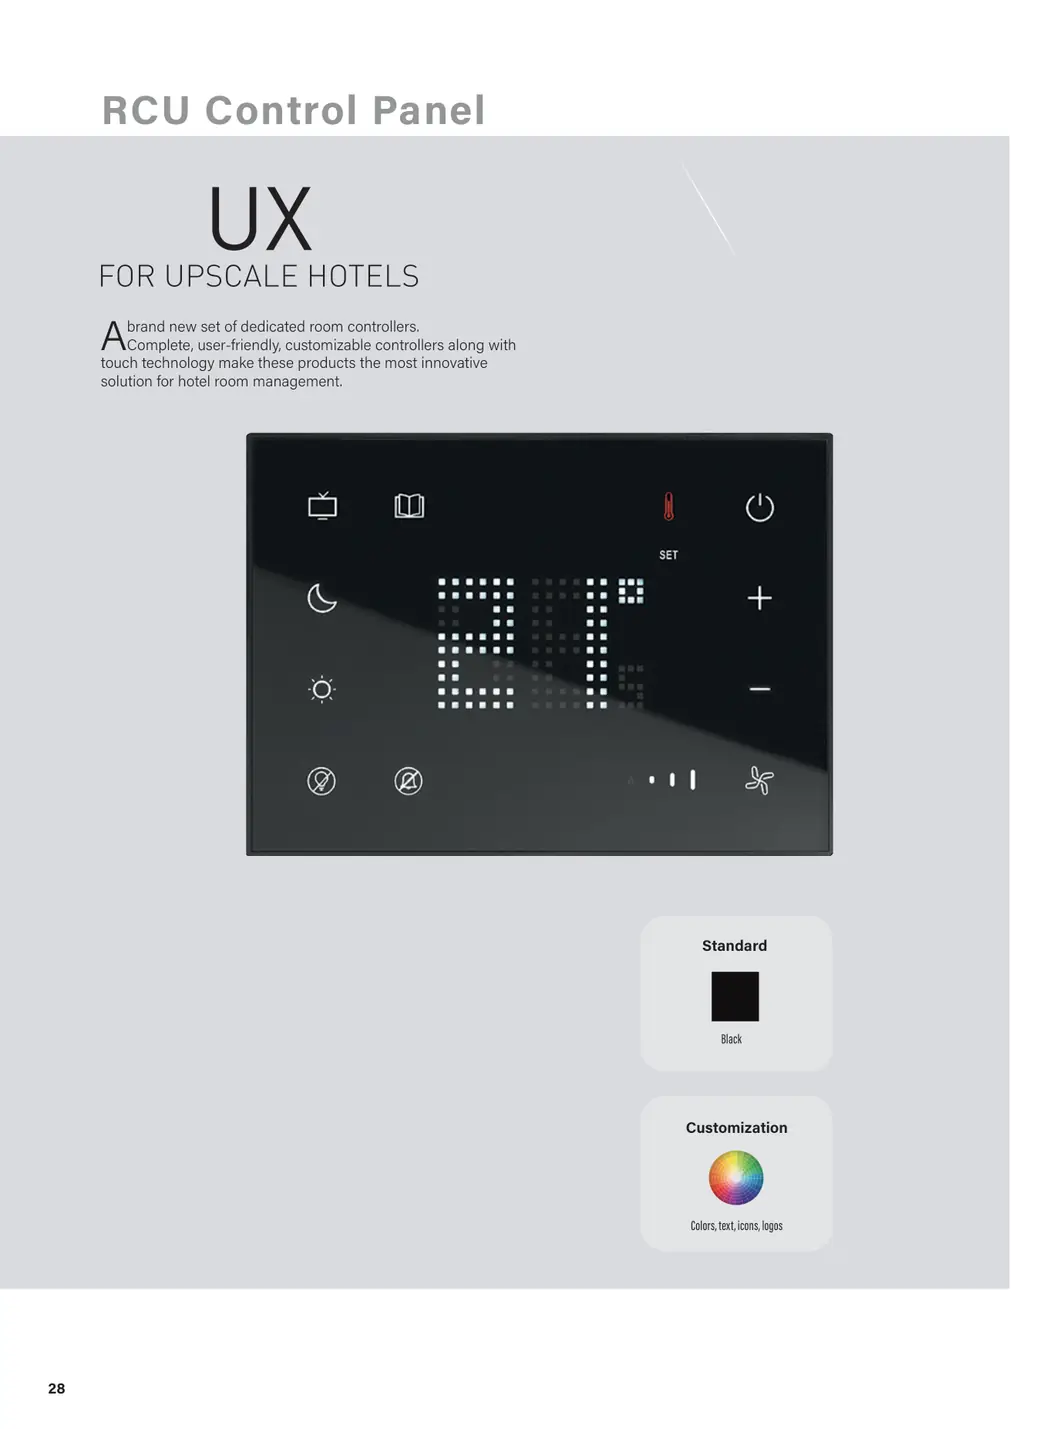 RCU Control Panel
UX
FOR UPSCALE HOTELS
A brand new set of dedicated room controllers.
Complete, user-friendly, customizable controllers along with
touch technology make these products the most innovative
solution for hotel room management.
SET
21°
Standard
Black
Customization
Colors, text, icons, logos
28